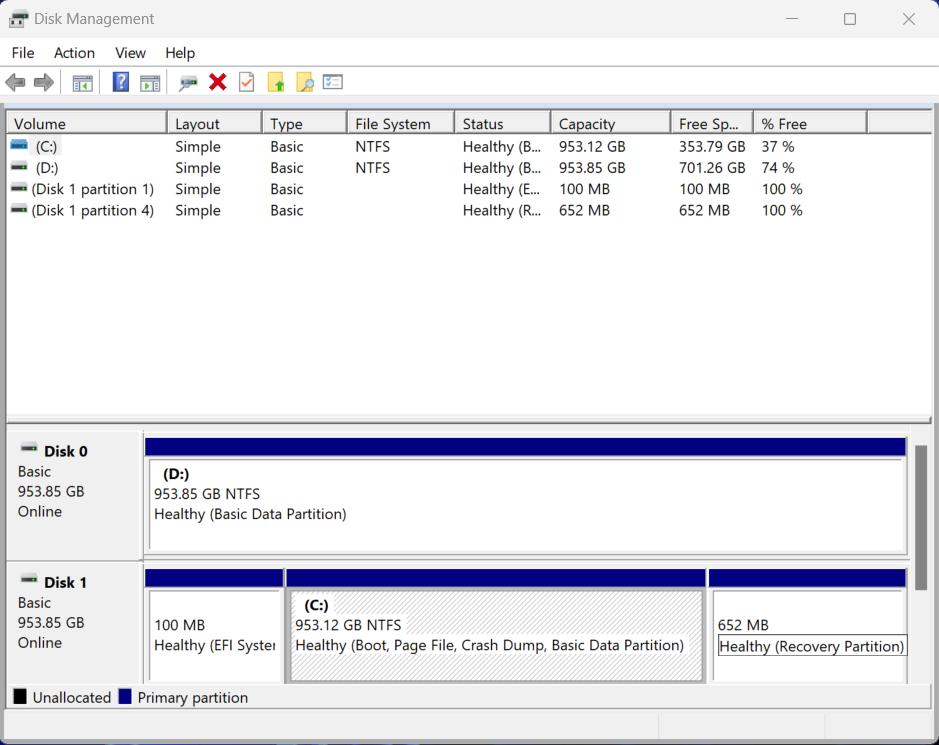 Disk Management
File Action View Help
Volume Layout Type File System Status Capacity Free Sp... % Free
(C:) Simple Basic NTFS Healthy (B... 953.12 GB 353.79 GB 37 %
(D:) Simple Basic NTFS Healthy (B... 953.85 GB 701.26 GB 74 %
(Disk 1 partition 1) Simple Basic Healthy (E... 100 MB 100 MB 100 %
(Disk 1 partition 4) Simple Basic Healthy (R... 652 MB 652 MB 100 %
Disk 0
Basic
953.85 GB
Online
(D:)
953.85 GB NTFS
Healthy (Basic Data Partition)
Disk 1
Basic
953.85 GB
Online
100 MB
Healthy (EFI System
(C:)
953.12 GB NTFS
Healthy (Boot, Page File, Crash Dump, Basic Data Partition)
652 MB
Healthy (Recovery Partition)
Unallocated Primary partition